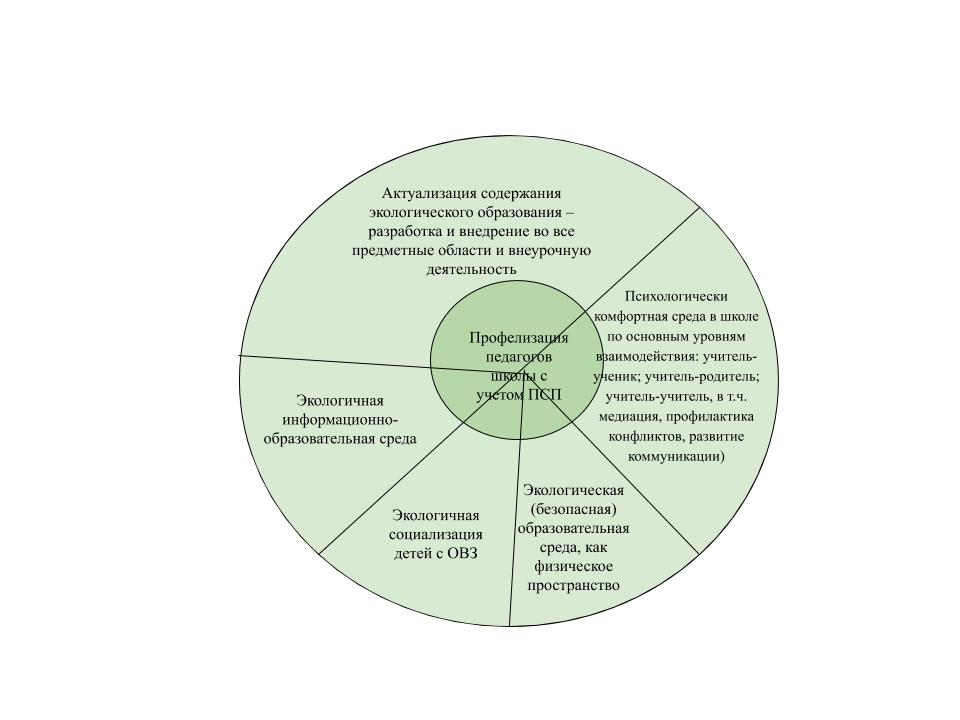 Актуализация содержания
экологического образования –
разработка и внедрение во все
предметные области и внеурочную
деятельность
Психологически
комфортная среда в школе
по основным уровням
взаимодействия: учитель-
ученик; учитель-родитель;
учитель-учитель, в т.ч.
медиация, профилактика
конфликтов, развитие
коммуникации)
Профелизация
педагогов
школы с
учетом ПСП
Экологичная
информационно-
образовательная среда
Экологичная
социализация
детей с ОВЗ
Экологическая
(безопасная)
образовательная
среда, как
физическое
пространство